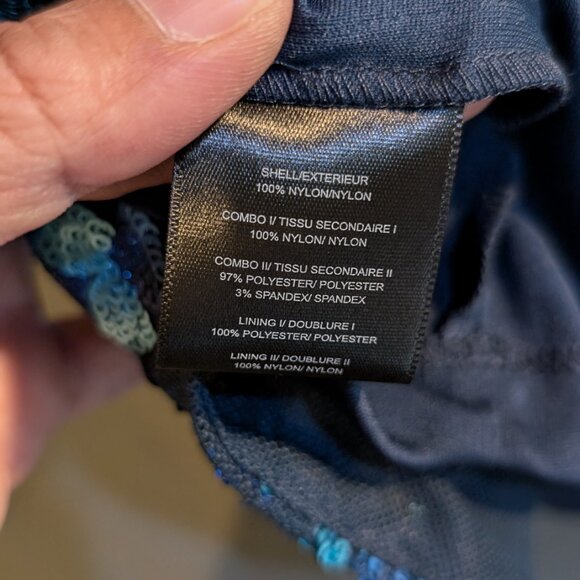 SHELL/EXTERIEUR
100% NYLON/NYLON
COMBO I/ TISSU SECONDAIRE I
100% NYLON/ NYLON
COMBO II/ TISSU SECONDAIRE II
97% POLYESTER/ POLYESTER
3% SPANDEX/ SPANDEX
LINING I/ DOUBLURE I
100% POLYESTER/ POLYESTER
LINING II/ DOUBLURE II
100% NYLON/ NYLON